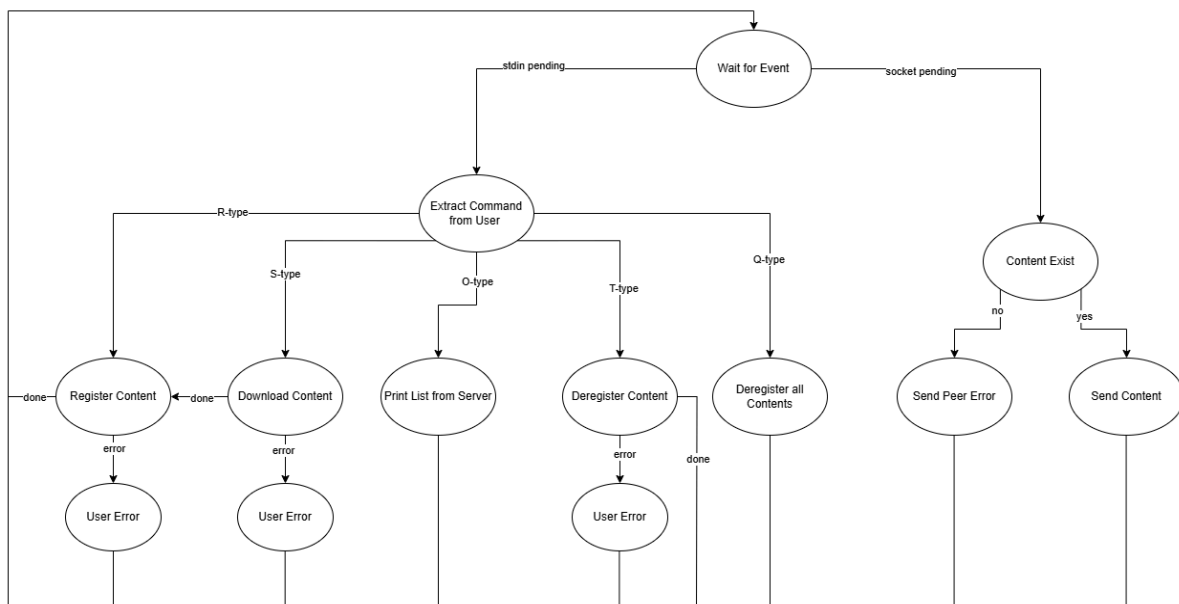 Wait for Event
stdin pending
socket pending
Extract Command
from User
R-type
S-type
O-type
T-type
Q-type
Content Exist
no
yes
Register Content
done
Download Content
done
Print List from Server
Deregister Content
Deregister all
Contents
Send Peer Error
Send Content
error
error
error
done
User Error
User Error
User Error